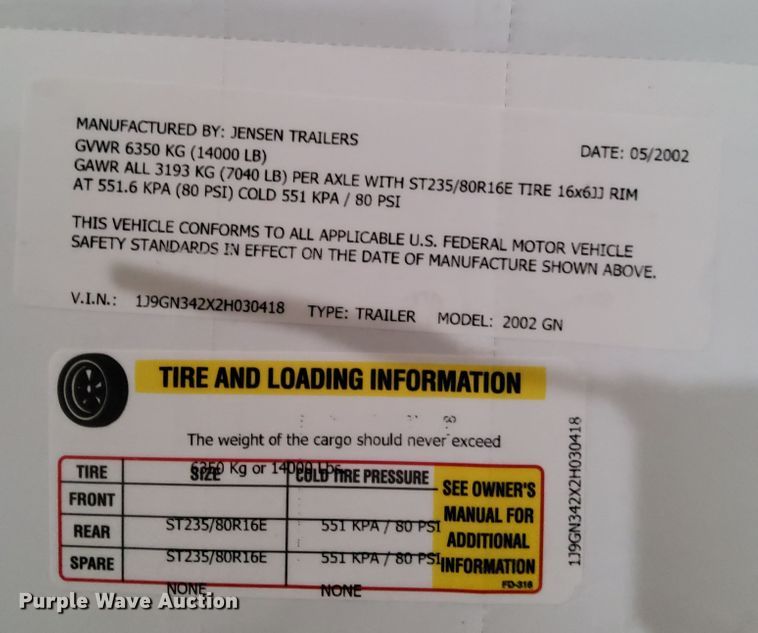 MANUFACTURED BY: JENSEN TRAILERS DATE: 05/2002
GVWR 6350 KG (14000 LB)
GAWR ALL 3193 KG (7040 LB) PER AXLE WITH ST235/80R16E TIRE 16x6JJ RIM
AT 551.6 KPA (80 PSI) COLD 551 KPA / 80 PSI
THIS VEHICLE CONFORMS TO ALL APPLICABLE U.S. FEDERAL MOTOR VEHICLE
SAFETY STANDARDS IN EFFECT ON THE DATE OF MANUFACTURE SHOWN ABOVE.
V.I.N.: 1J9GN342X2H030418 TYPE: TRAILER MODEL: 2002 GN
TIRE AND LOADING INFORMATION
The weight of the cargo should never exceed
6350 Kg or 14000 Lbs.
TIRE SIZE COLD TIRE PRESSURE
FRONT
ST235/80R16E 551 KPA / 80 PSI
REAR
ST235/80R16E 551 KPA / 80 PSI
SPARE
NONE NONE
SEE OWNER'S
MANUAL FOR
ADDITIONAL
INFORMATION
FD-316
1J9GN342X2H030418
Purple Wave Auction